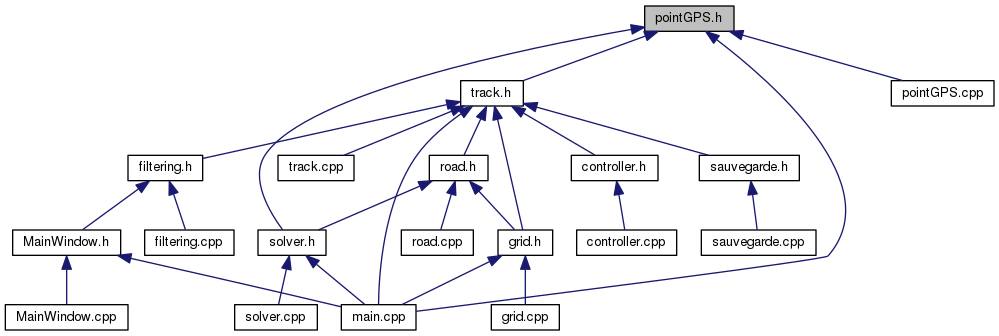 pointGPS.h
track.h
pointGPS.cpp
filtering.h
track.cpp
road.h
controller.h
sauvegarde.h
MainWindow.h
filtering.cpp
solver.h
road.cpp
grid.h
controller.cpp
sauvegarde.cpp
MainWindow.cpp
solver.cpp
main.cpp
grid.cpp